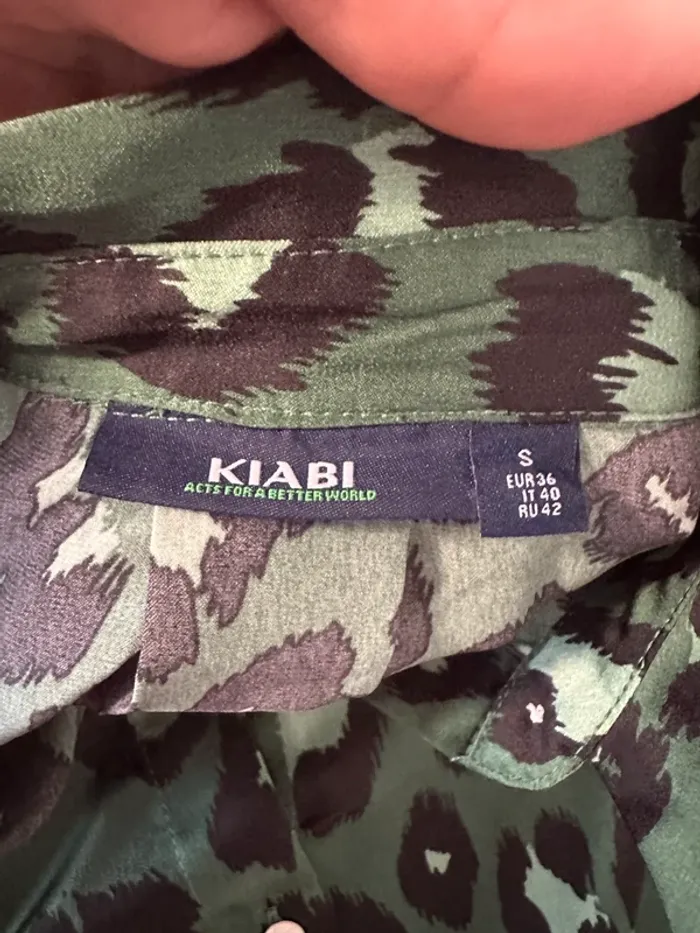 KIABI
ACTS FOR A BETTER WORLD
S
EUR 36
IT 40
RU 42